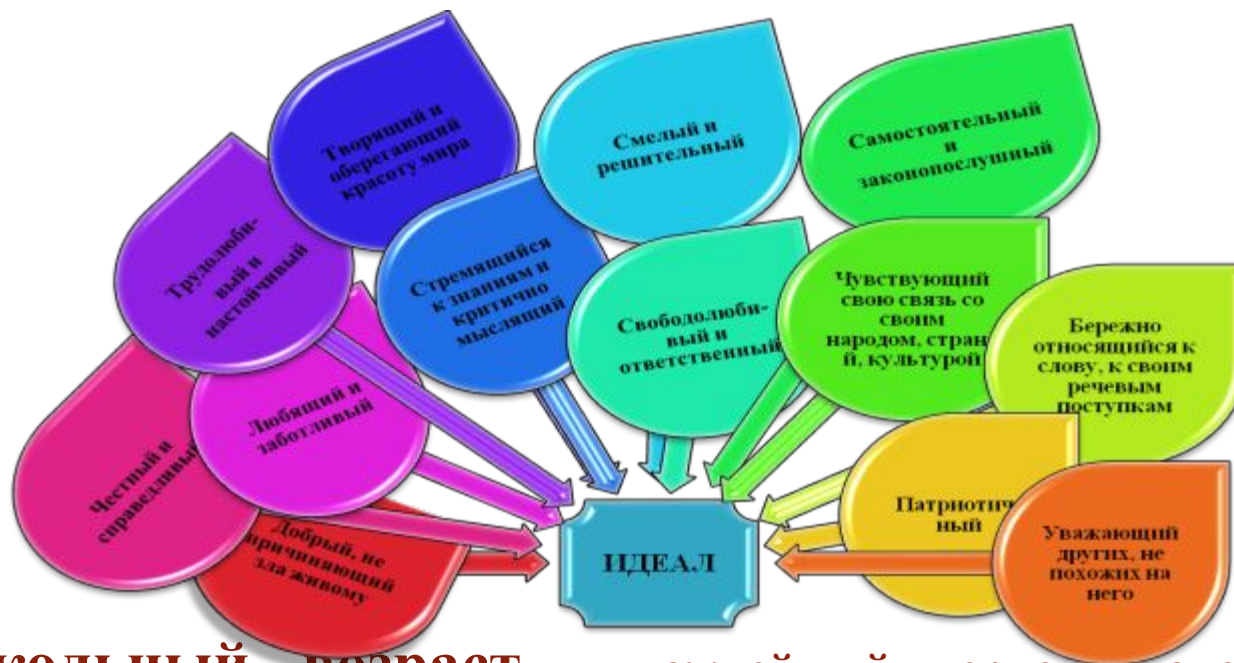 Творящий и
оберегающий
красоту мира
Смелый и
решительный
Самостоятельный
и
законопослушный
Трудолюби-
вый и
настойчивый
Стремящийся
к знаниям и
критично
мыслящий
Свободолюби-
вый и
ответственный
Чувствующий
свою связь со
своим
народом, стран
й, культурой
Бережно
относящийся к
слову, к своим
речевым
поступкам
Любящий и
заботливый
Честный и
справедливый
Добрый, не
причиняющий
зла живому
ИДЕАЛ
Патриотич
ный
Уважающий
других, не
похожих на
него
возраст